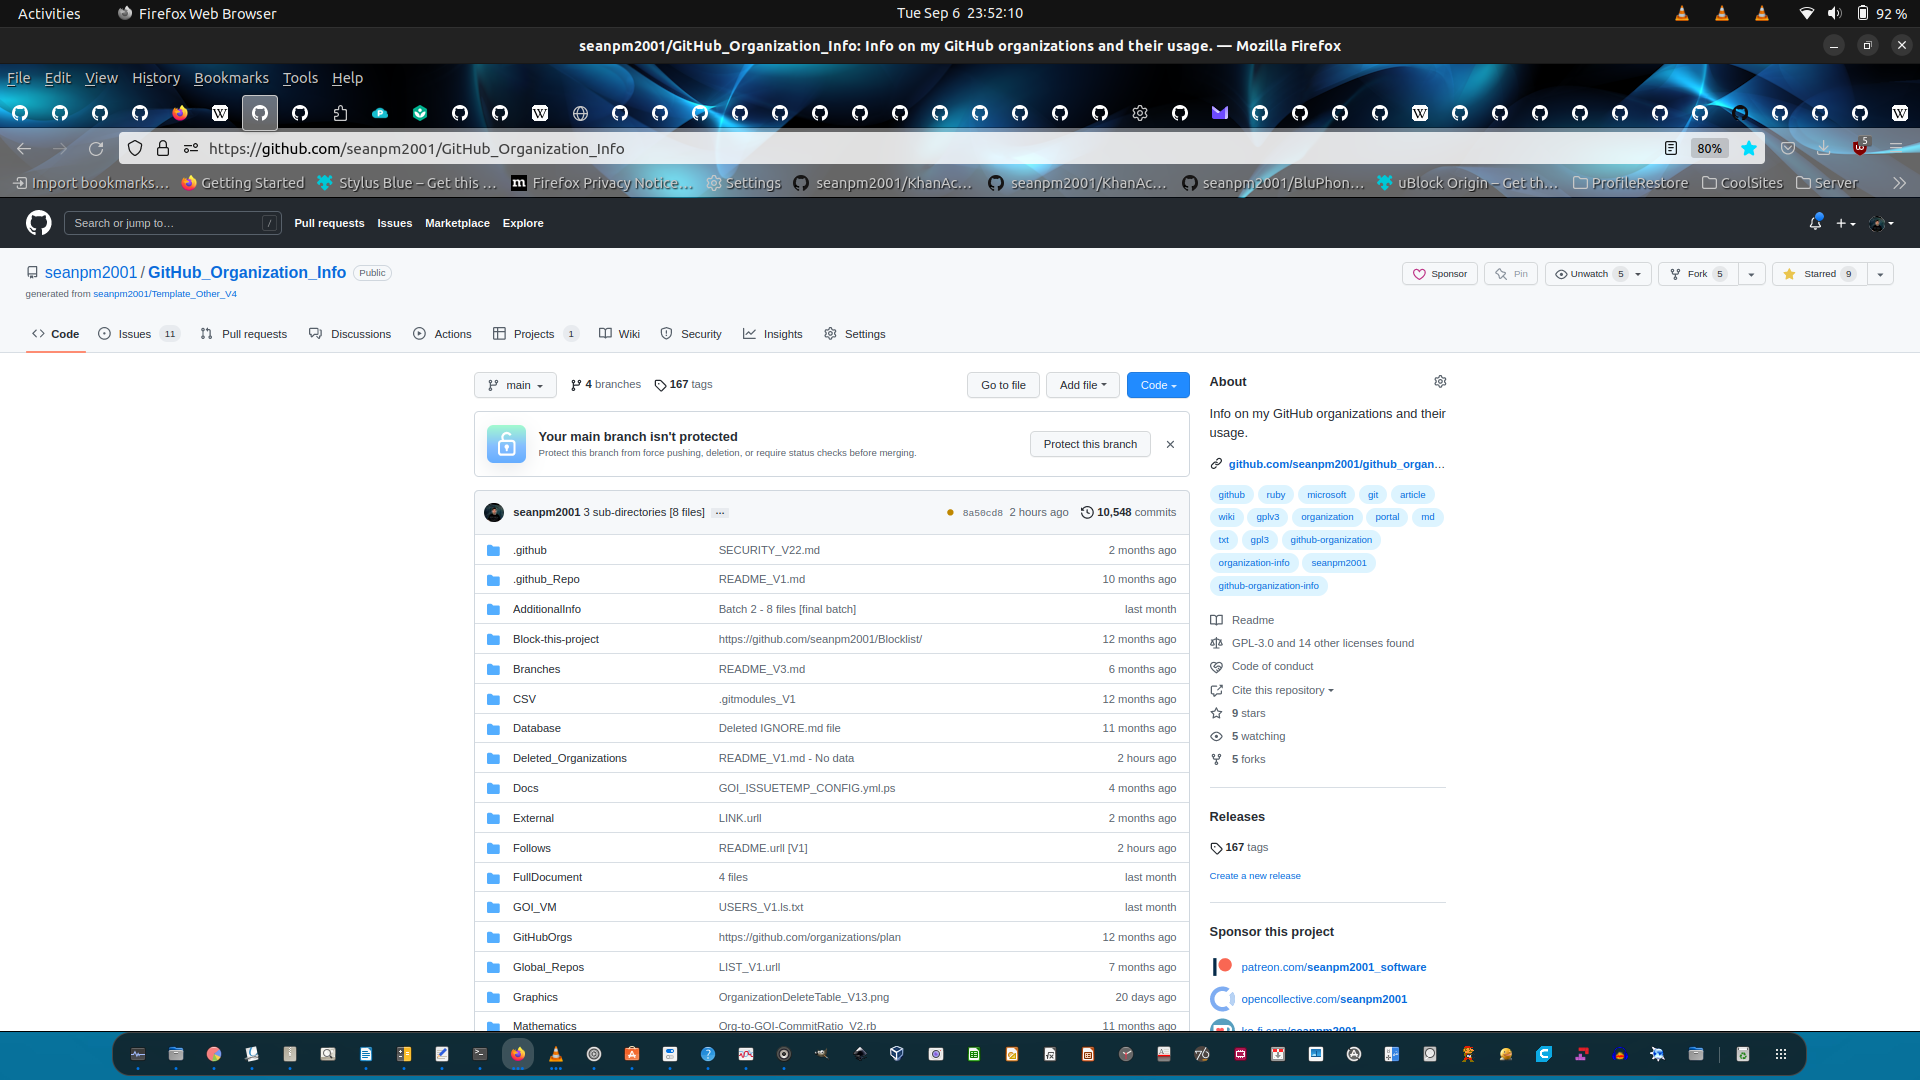 Activities Firefox Web Browser Tue Sep 6 23:52:10 92 %
seanpm2001/GitHub_Organization_Info: Info on my GitHub organizations and their usage. — Mozilla Firefox
File Edit View History Bookmarks Tools Help
https://github.com/seanpm2001/GitHub_Organization_Info 80% 5
Import bookmarks… Getting Started Stylus Blue – Get this … Firefox Privacy Notice… Settings seanpm2001/KhanAc… seanpm2001/KhanAc… seanpm2001/BluPhon… uBlock Origin – Get th… ProfileRestore CoolSites Server
Search or jump to… / Pull requests Issues Marketplace Explore
seanpm2001 / GitHub_Organization_Info Public Sponsor Pin Unwatch 5 Fork 5 Starred 9
generated from seanpm2001/Template_Other_V4
Code Issues 11 Pull requests Discussions Actions Projects 1 Wiki Security Insights Settings
main 4 branches 167 tags Go to file Add file Code
Your main branch isn't protected
Protect this branch from force pushing, deletion, or require status checks before merging.
Protect this branch
seanpm2001 3 sub-directories [8 files] … 8a50cd8 2 hours ago 10,548 commits
.github SECURITY_V22.md 2 months ago
.github_Repo README_V1.md 10 months ago
AdditionalInfo Batch 2 - 8 files [final batch] last month
Block-this-project https://github.com/seanpm2001/Blocklist/ 12 months ago
Branches README_V3.md 6 months ago
CSV .gitmodules_V1 12 months ago
Database Deleted IGNORE.md file 11 months ago
Deleted_Organizations README_V1.md - No data 2 hours ago
Docs GOI_ISSUETEMP_CONFIG.yml.ps 4 months ago
External LINK.urll 2 months ago
Follows README.urll [V1] 2 hours ago
FullDocument 4 files last month
GOI_VM USERS_V1.ls.txt last month
GitHubOrgs https://github.com/organizations/plan 12 months ago
Global_Repos LIST_V1.urll 7 months ago
Graphics OrganizationDeleteTable_V13.png 20 days ago
Mathematics Org-to-GOI-CommitRatio_V2.rb 11 months ago
About
Info on my GitHub organizations and their
usage.
github.com/seanpm2001/github_organ…
github ruby microsoft git article
wiki gplv3 organization portal md
txt gpl3 github-organization
organization-info seanpm2001
github-organization-info
Readme
GPL-3.0 and 14 other licenses found
Code of conduct
Cite this repository
9 stars
5 watching
5 forks
Releases
167 tags
Create a new release
Sponsor this project
patreon.com/seanpm2001_software
opencollective.com/seanpm2001
ko-fi.com/seanpm2001